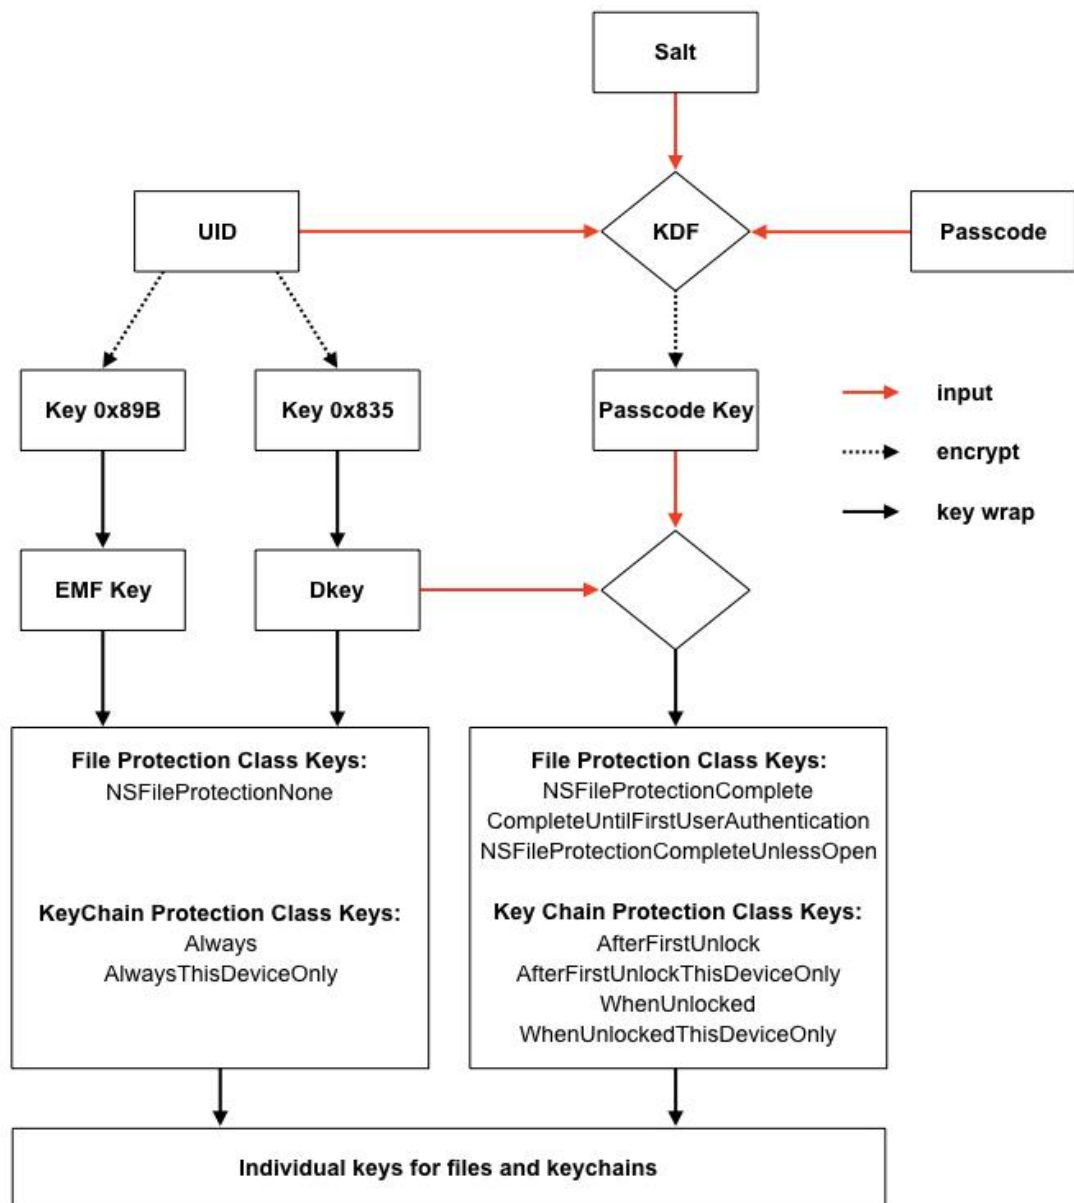 Salt
UID
KDF
Passcode
Key 0x89B
Key 0x835
Passcode Key
input
encrypt
key wrap
EMF Key
Dkey
File Protection Class Keys:
NSFileProtectionNone
KeyChain Protection Class Keys:
Always
AlwaysThisDeviceOnly
File Protection Class Keys:
NSFileProtectionComplete
CompleteUntilFirstUserAuthentication
NSFileProtectionCompleteUnlessOpen
Key Chain Protection Class Keys:
AfterFirstUnlock
AfterFirstUnlockThisDeviceOnly
WhenUnlocked
WhenUnlockedThisDeviceOnly
Individual keys for files and keychains